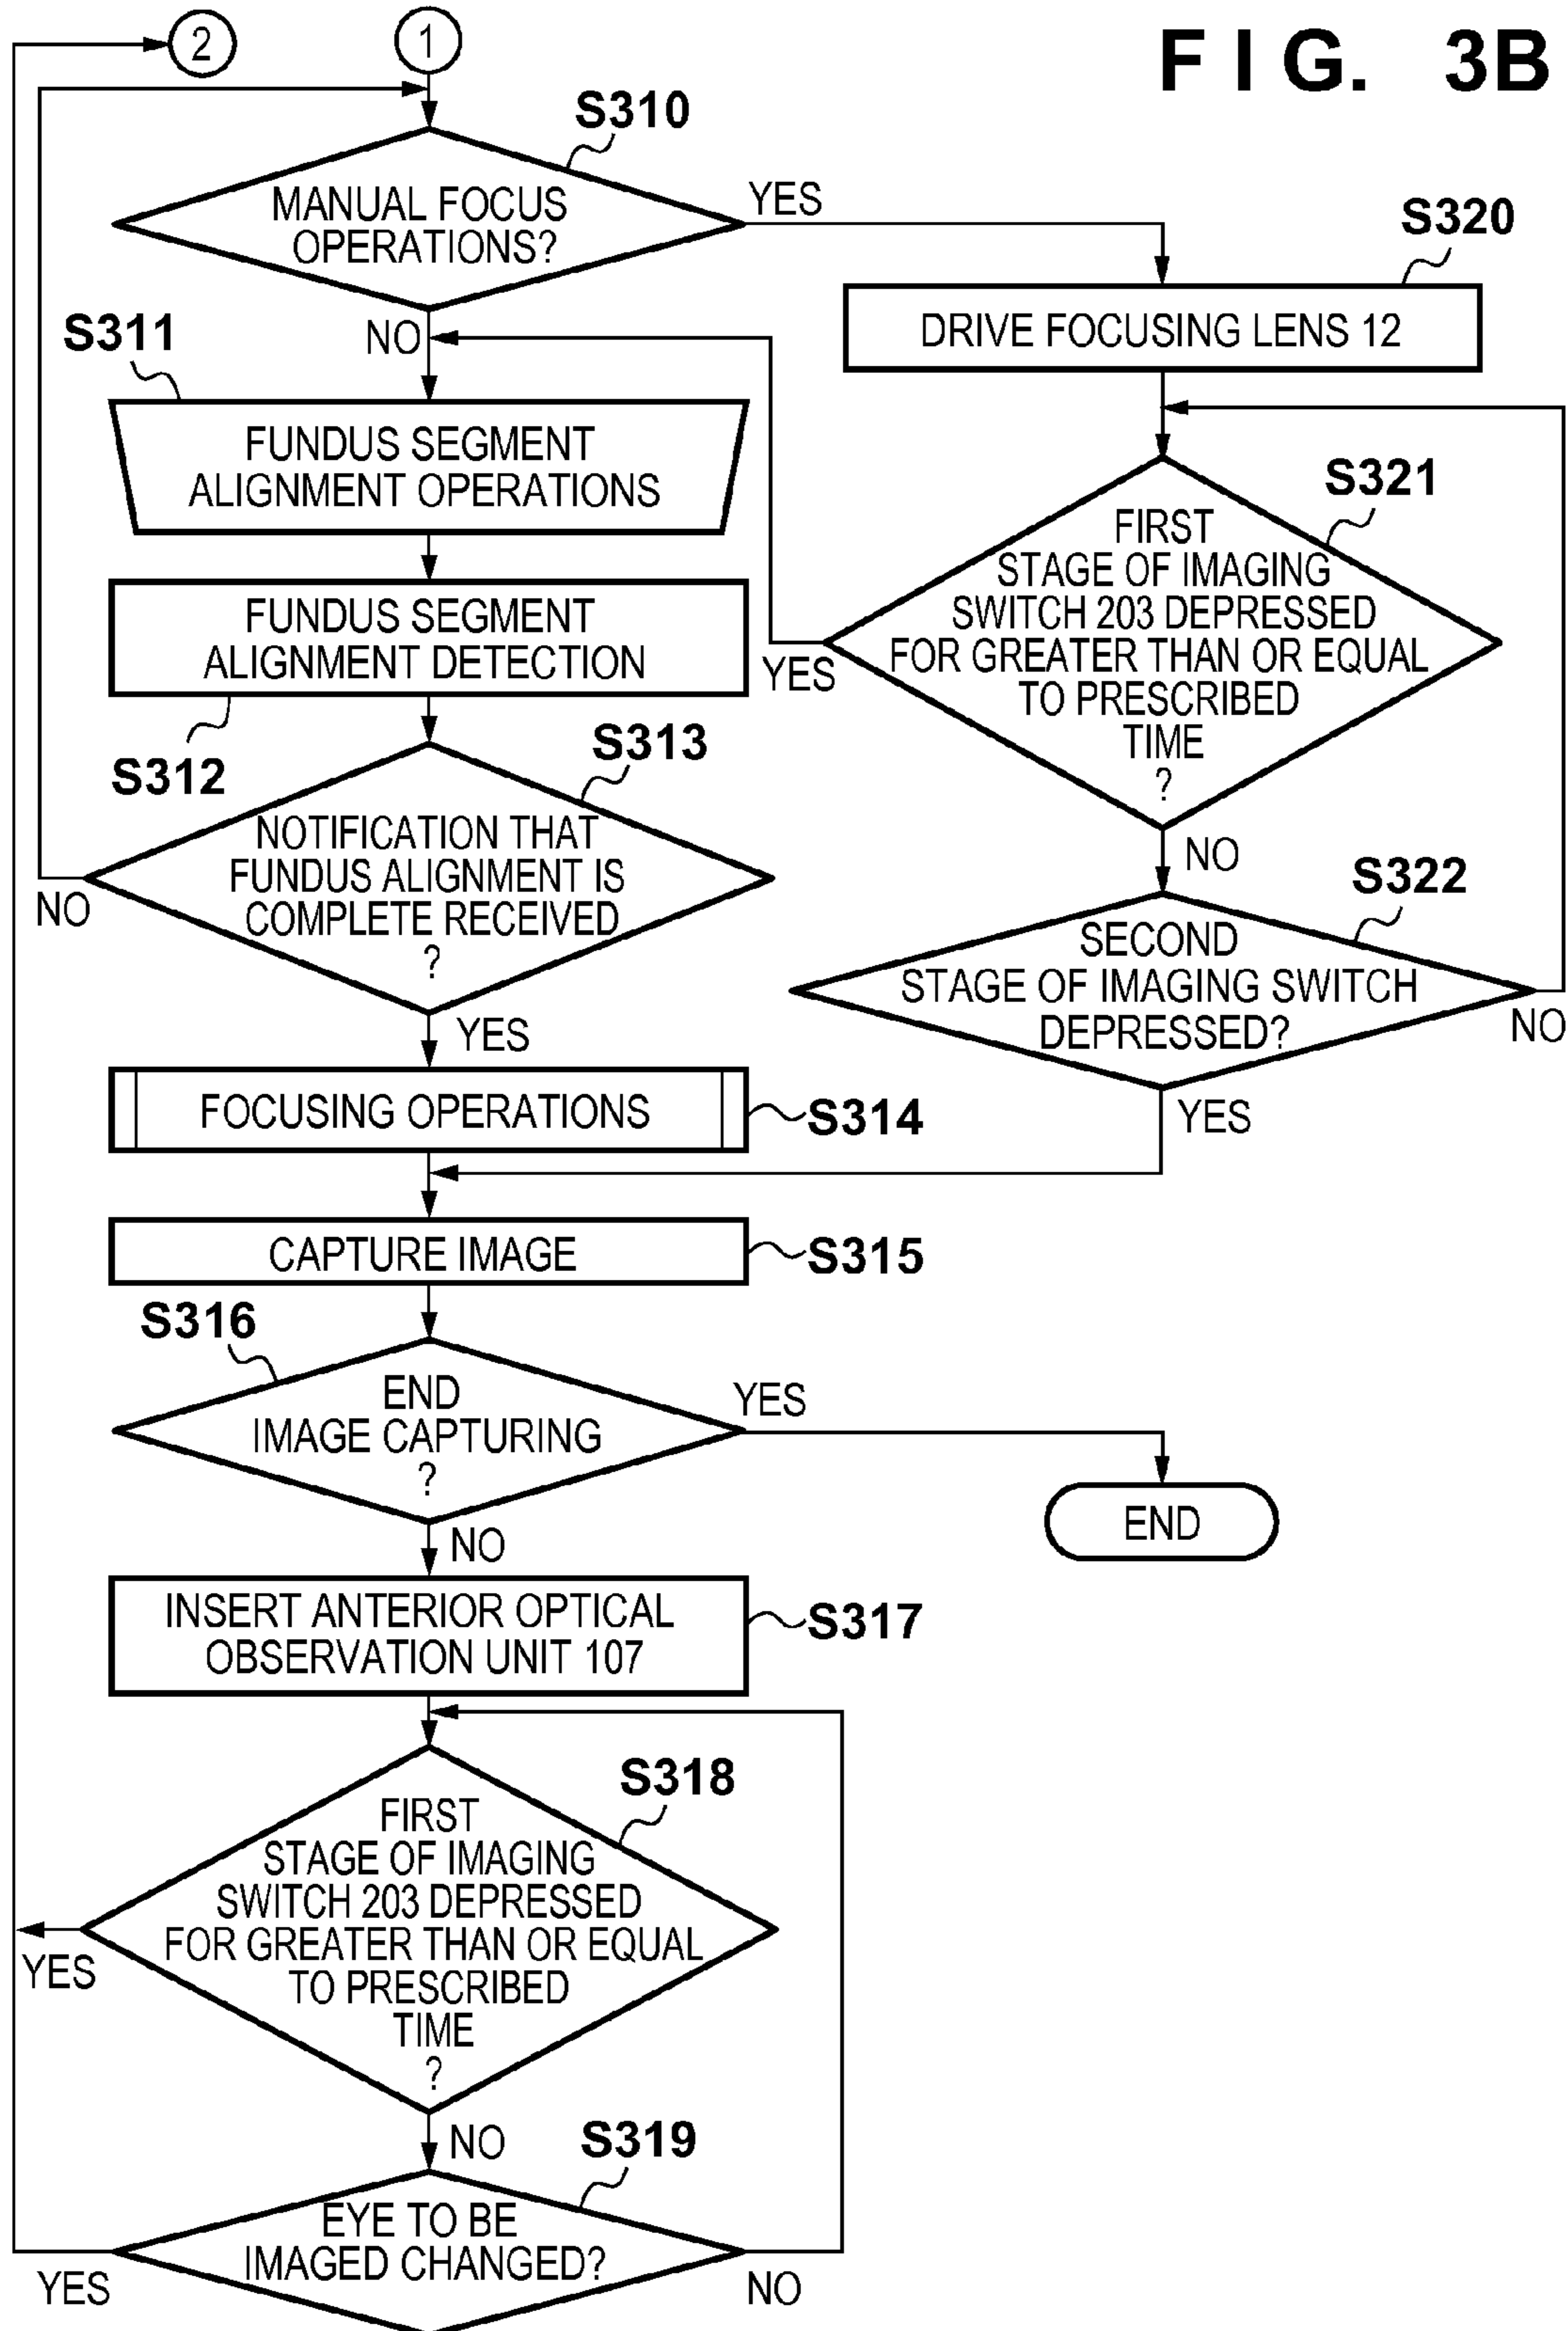 FIG. 3B
2
1
S310
MANUAL FOCUS
OPERATIONS?
YES
NO
S320
DRIVE FOCUSING LENS 12
S311
FUNDUS SEGMENT
ALIGNMENT OPERATIONS
S321
FIRST
STAGE OF IMAGING
SWITCH 203 DEPRESSED
FOR GREATER THAN OR EQUAL
TO PRESCRIBED
TIME
?
YES
NO
FUNDUS SEGMENT
ALIGNMENT DETECTION
S312
S313
NOTIFICATION THAT
FUNDUS ALIGNMENT IS
COMPLETE RECEIVED
?
NO
YES
S322
SECOND
STAGE OF IMAGING SWITCH
DEPRESSED?
NO
YES
FOCUSING OPERATIONS
S314
CAPTURE IMAGE
S315
S316
END
IMAGE CAPTURING
?
YES
END
NO
INSERT ANTERIOR OPTICAL
OBSERVATION UNIT 107
S317
S318
FIRST
STAGE OF IMAGING
SWITCH 203 DEPRESSED
FOR GREATER THAN OR EQUAL
TO PRESCRIBED
TIME
?
YES
NO
S319
EYE TO BE
IMAGED CHANGED?
YES
NO